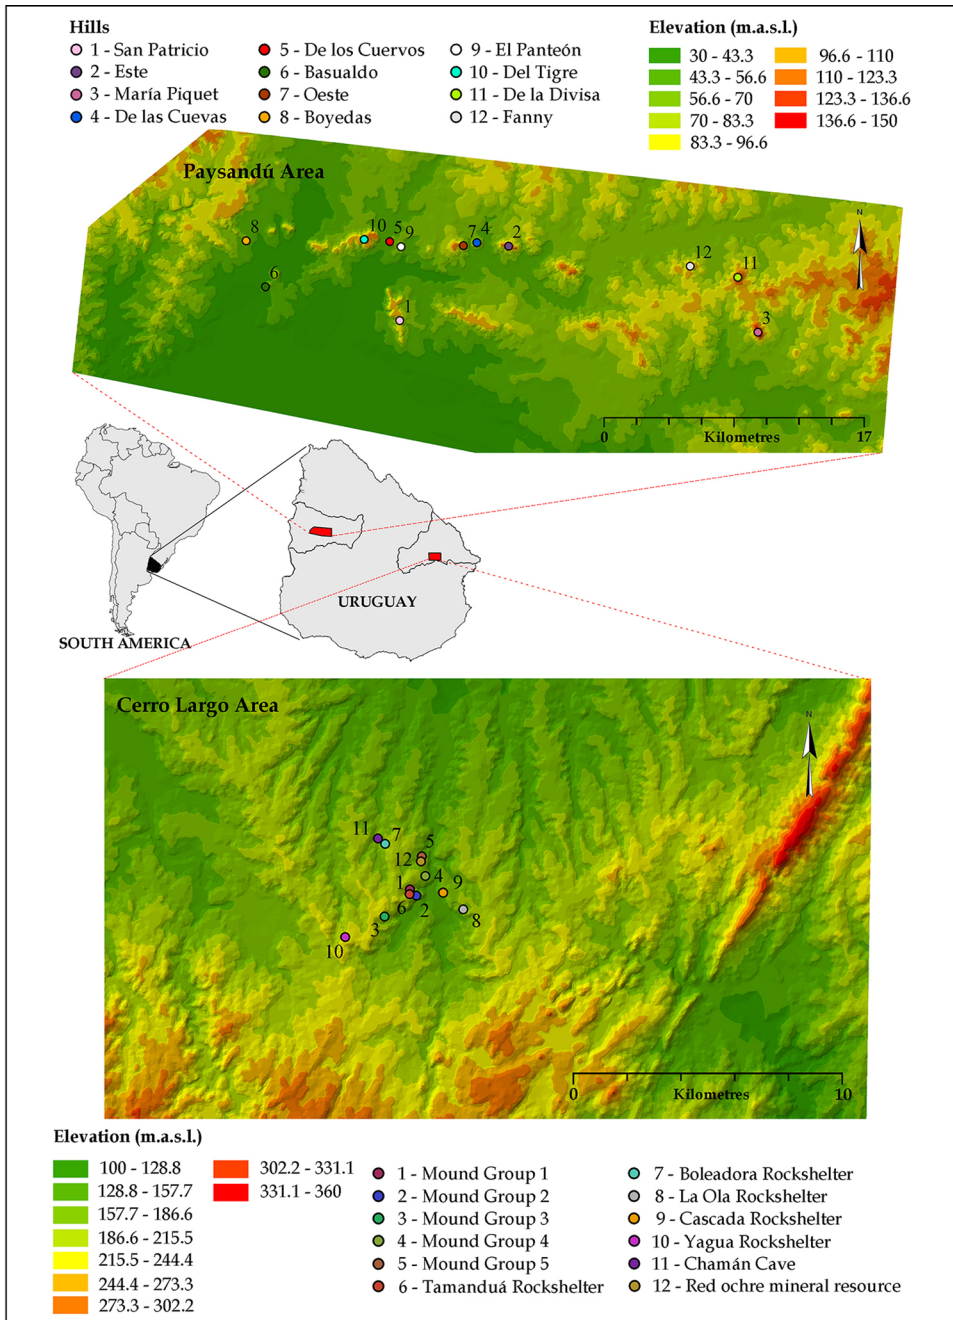 Hills
1 - San Patricio
2 - Este
3 - María Piquet
4 - De las Cuevas
5 - De los Cuervos
6 - Basualdo
7 - Oeste
8 - Boyedas
9 - El Panteón
10 - Del Tigre
11 - De la Divisa
12 - Fanny
Elevation (m.a.s.l.)
30 - 43.3
43.3 - 56.6
56.6 - 70
70 - 83.3
83.3 - 96.6
96.6 - 110
110 - 123.3
123.3 - 136.6
136.6 - 150
Paysandú Area
N
8
10
5
9
7
4
2
12
11
6
1
3
0
Kilometres
17
SOUTH AMERICA
URUGUAY
Cerro Largo Area
N
11
7
5
12
4
1
9
6
2
3
8
10
0
Kilometres
10
Elevation (m.a.s.l.)
100 - 128.8
128.8 - 157.7
157.7 - 186.6
186.6 - 215.5
215.5 - 244.4
244.4 - 273.3
273.3 - 302.2
302.2 - 331.1
331.1 - 360
1 - Mound Group 1
2 - Mound Group 2
3 - Mound Group 3
4 - Mound Group 4
5 - Mound Group 5
6 - Tamanduá Rockshelter
7 - Boleadora Rockshelter
8 - La Ola Rockshelter
9 - Cascada Rockshelter
10 - Yagua Rockshelter
11 - Chamán Cave
12 - Red ochre mineral resource